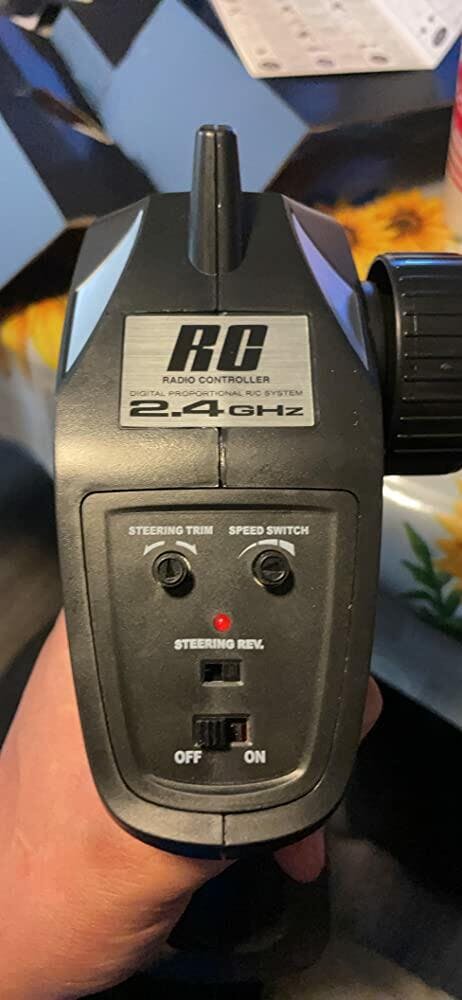 RC
RADIO CONTROLLER
DIGITAL PROPORTIONAL R/C SYSTEM
2.4GHz
STEERING TRIM SPEED SWITCH
STEERING REV.
OFF ON